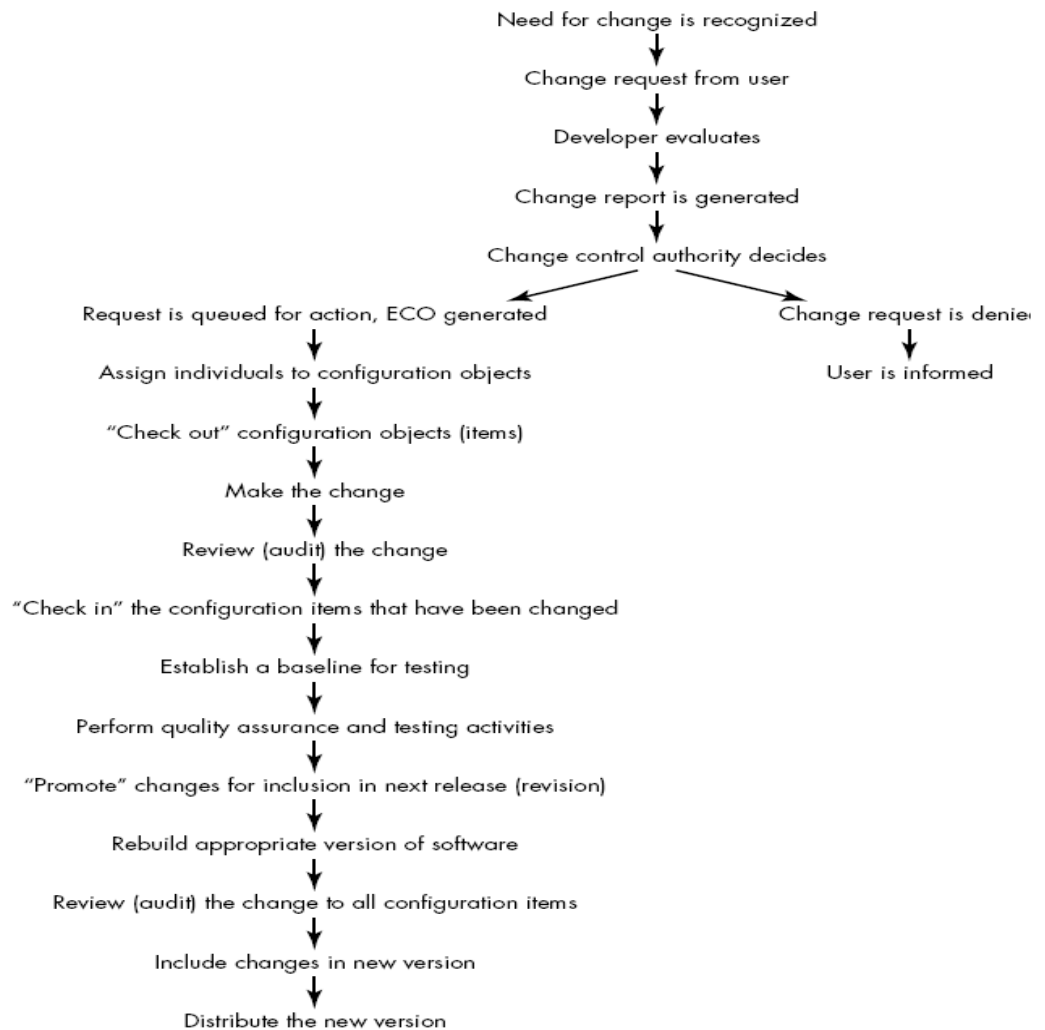 Need for change is recognized
Change request from user
Developer evaluates
Change report is generated
Change control authority decides
Request is queued for action, ECO generated
Change request is denie
Assign individuals to configuration objects
User is informed
“Check out” configuration objects (items)
Make the change
Review (audit) the change
“Check in” the configuration items that have been changed
Establish a baseline for testing
Perform quality assurance and testing activities
“Promote” changes for inclusion in next release (revision)
Rebuild appropriate version of software
Review (audit) the change to all configuration items
Include changes in new version
Distribute the new version